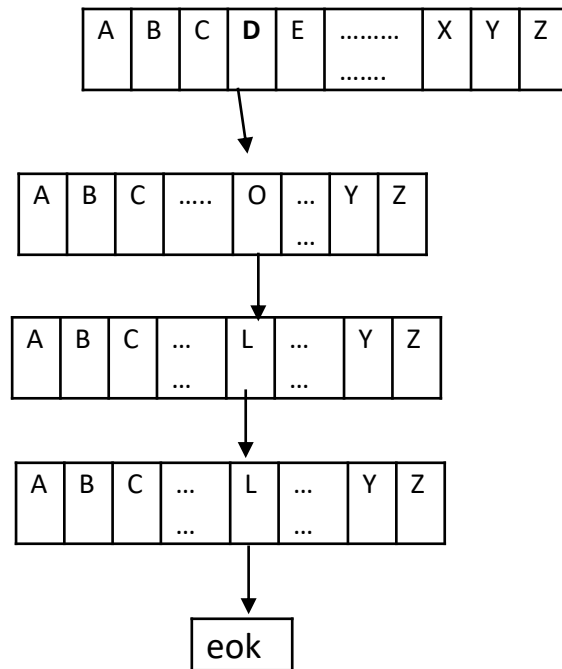 A B C D E ……… X Y Z
…….
A B C ….. O … Y Z
…
A B C … L … Y Z
… …
A B C … L … Y Z
… …
eok